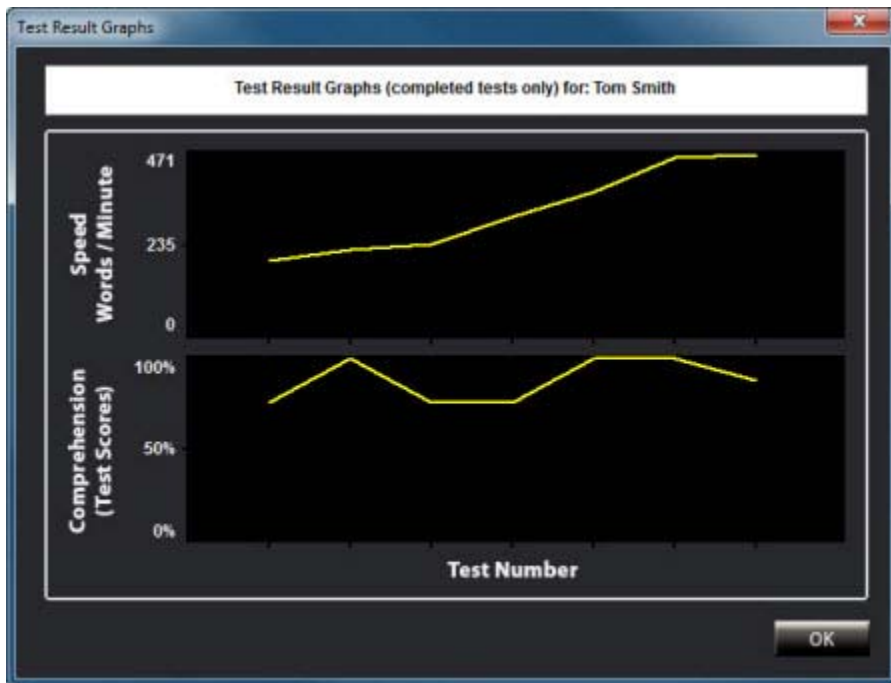 Test Result Graphs
Test Result Graphs (completed tests only) for: Tom Smith
Speed
Words / Minute
471
235
0
Comprehension
(Test Scores)
100%
50%
0%
Test Number
OK